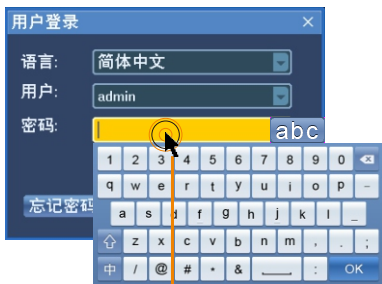 用户登录
语言: 简体中文
用户: admin
密码: abc
1 2 3 4 5 6 7 8 9 0
q w e r t y u i o p -
忘记密码
a s d f g h j k l _
z x c v b n m , . ;
中 / @ # · & : OK